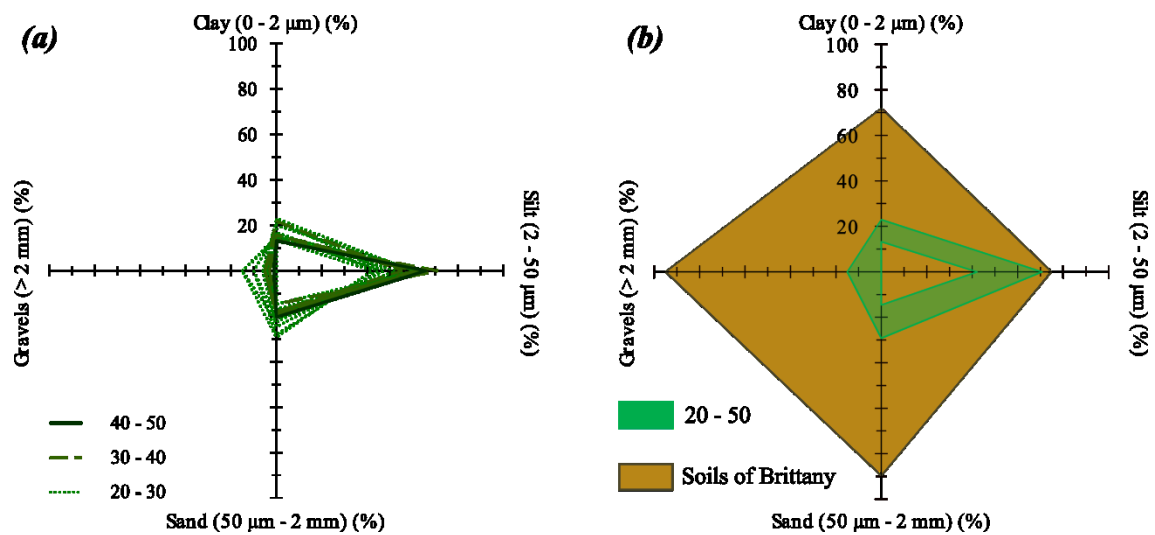 (a)
Clay (0 - 2 µm) (%)
100
80
60
40
20
Gravels (> 2 mm) (%)
Silt (2 - 50 µm) (%)
40 - 50
30 - 40
20 - 30
Sand (50 µm - 2 mm) (%)
(b)
Clay (0 - 2 µm) (%)
100
80
60
40
20
Gravels (> 2 mm) (%)
Silt (2 - 50 µm) (%)
20 - 50
Soils of Brittany
Sand (50 µm - 2 mm) (%)